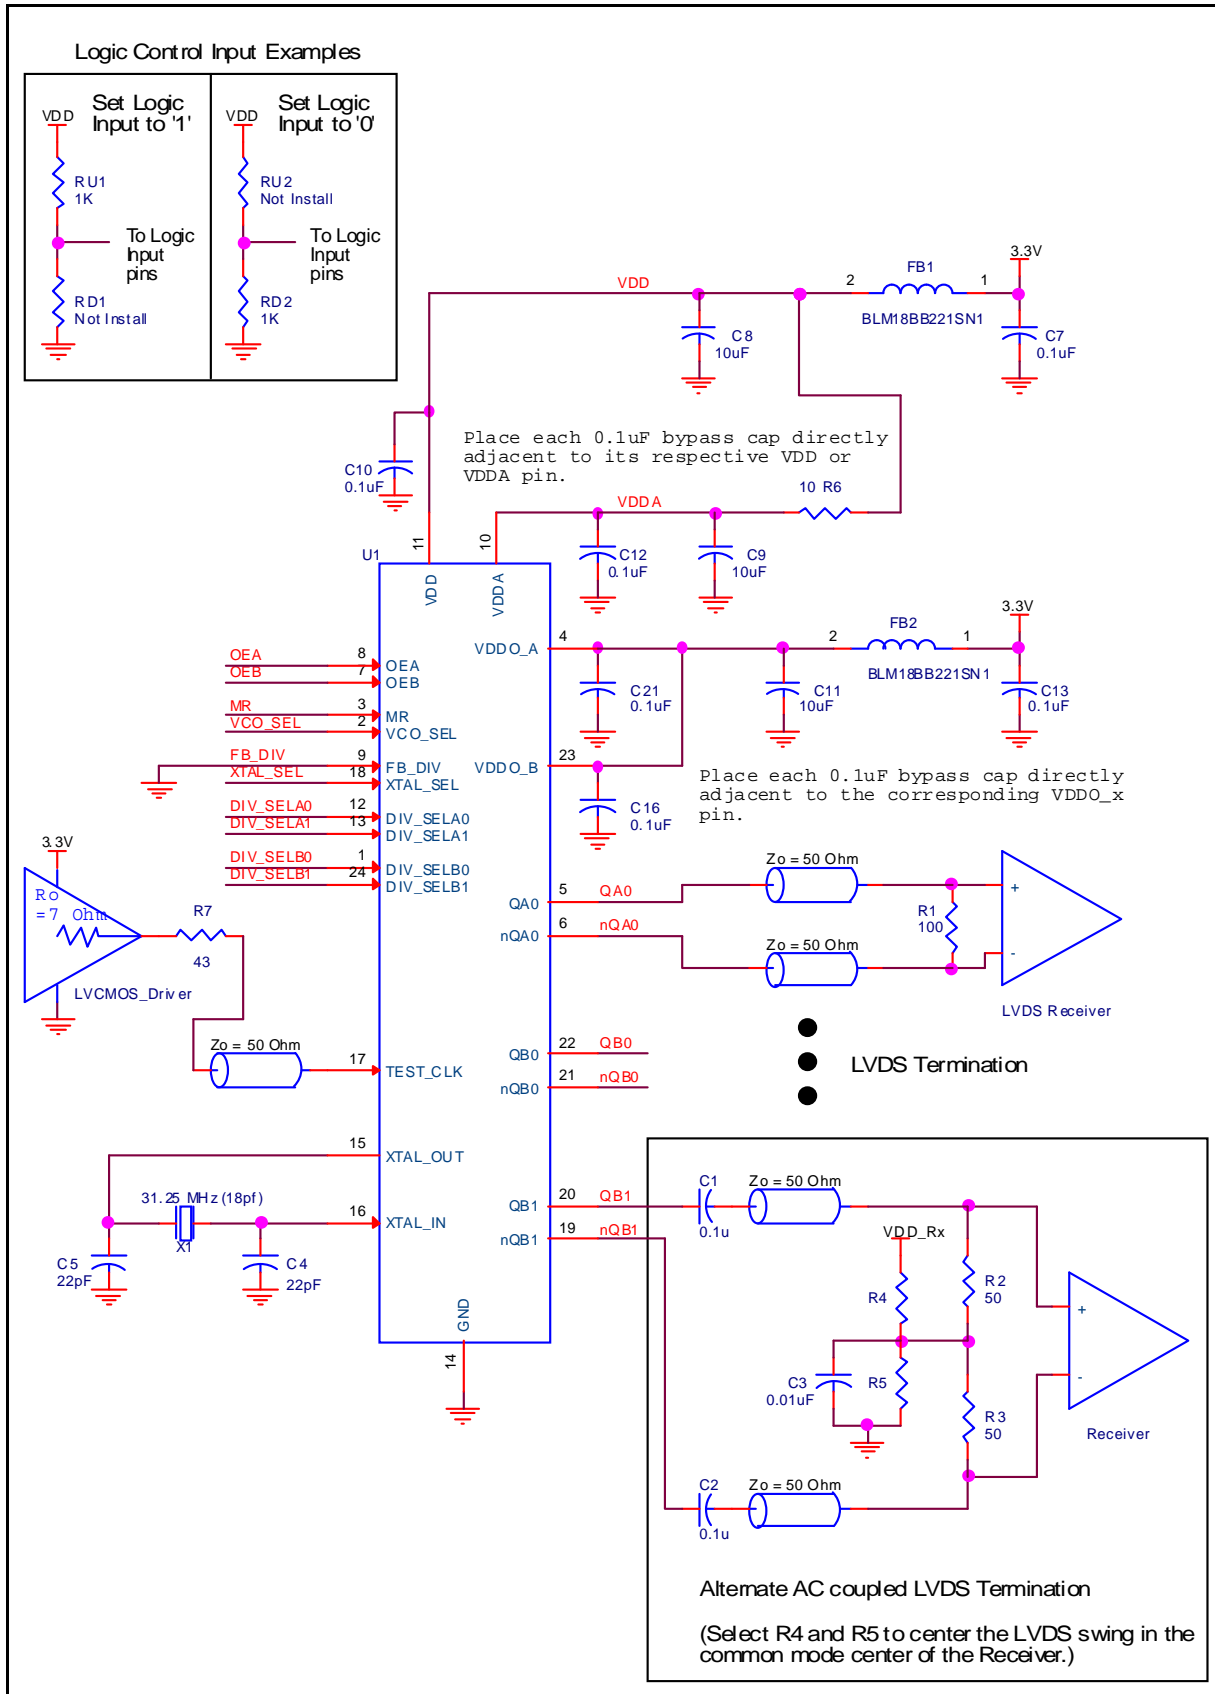 Logic Control Input Examples
Set Logic
Input to '1'
VDD
RU1
1K
To Logic
Input
pins
RD1
Not Install
Set Logic
Input to '0'
VDD
RU2
Not Install
To Logic
Input
pins
RD2
1K
VDD
2
FB1
1
BLM18BB221SN1
3.3V
C8
10uF
C7
0.1uF
C10
0.1uF
Place each 0.1uF bypass cap directly
adjacent to its respective VDD or
VDDA pin.
VDDA
10 R6
C12
0.1uF
C9
10uF
U1
11
10
VDD
VDDA
OEA
8
OEA
OEB
7
OEB
MR
3
MR
VCO_SEL
2
VCO_SEL
FB_DIV
9
FB_DIV
XTAL_SEL
18
XTAL_SEL
DIV_SELA0
12
DIV_SELA0
DIV_SELA1
13
DIV_SELA1
DIV_SELB0
1
DIV_SELB0
DIV_SELB1
24
DIV_SELB1
VDDO_A
4
2
FB2
1
BLM18BB221SN1
3.3V
C21
0.1uF
C11
10uF
C13
0.1uF
VDDO_B
23
C16
0.1uF
Place each 0.1uF bypass cap directly
adjacent to the corresponding VDDO_x
pin.
3.3V
Ro
=7 Ohm
R7
43
LVCMOS_Driver
Zo = 50 Ohm
17
TEST_CLK
QA0
5
QA0
Zo = 50 Ohm
nQA0
6
nQA0
Zo = 50 Ohm
R1
100
+
-
LVDS Receiver
QB0
22
QB0
nQB0
21
nQB0
LVDS Termination
15
XTAL_OUT
31.25 MHz (18pf)
X1
16
XTAL_IN
C5
22pF
C4
22pF
GND
14
QB1
20
QB1
nQB1
19
nQB1
C1
0.1u
Zo = 50 Ohm
VDD_Rx
R4
R2
50
C3
0.01uF
R5
R3
50
+
-
Receiver
C2
0.1u
Zo = 50 Ohm
Alternate AC coupled LVDS Termination
(Select R4 and R5 to center the LVDS swing in the
common mode center of the Receiver.)